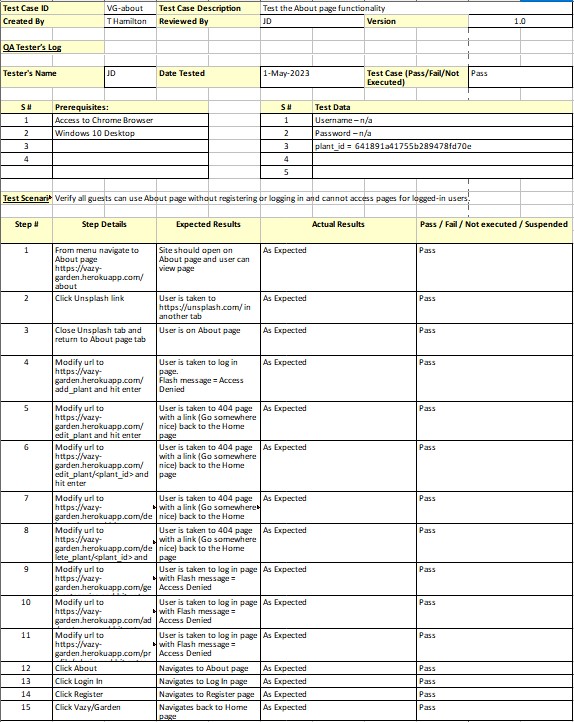 Test Case ID VG-about Test Case Description Test the About page functionality
Created By T Hamilton Reviewed By JD Version 1.0
QA Tester's Log
Tester's Name JD Date Tested 1-May-2023 Test Case (Pass/Fail/Not Pass
Executed)
S # Prerequisites: S # Test Data
1 Access to Chrome Browser 1 Username – n/a
2 Windows 10 Desktop 2 Password – n/a
3 3 plant_id = 641891a41755b289478fd70e
4 4
5
Test Scenari Verify all guests can use About page without registering or logging in and cannot access pages for logged-in users.
Step # Step Details Expected Results Actual Results Pass / Fail / Not executed / Suspended
1 From menu navigate to Site should open on As Expected Pass
About page About page and user can
https://vazy- view page
garden.herokuapp.com/
about
2 Click Unsplash link User is taken to As Expected Pass
https://unsplash.com/ in
another tab
3 Close Unsplash tab and User is on About page As Expected Pass
return to About page tab
4 Modify url to User is taken to log in As Expected Pass
https://vazy- page.
garden.herokuapp.com/ Flash message = Access
add_plant and hit enter Denied
5 Modify url to User is taken to 404 page As Expected Pass
https://vazy- with a link (Go somewhere
garden.herokuapp.com/ nice) back to the Home
edit_plant and hit enter page
6 Modify url to User is taken to 404 page As Expected Pass
https://vazy- with a link (Go somewhere
garden.herokuapp.com/ nice) back to the Home
edit_plant/<plant_id> and page
hit enter
7 Modify url to User is taken to 404 page As Expected Pass
https://vazy- with a link (Go somewhere
garden.herokuapp.com/de nice) back to the Home
8 Modify url to User is taken to 404 page As Expected Pass
https://vazy- with a link (Go somewhere
garden.herokuapp.com/de nice) back to the Home
lete_plant/<plant_id> and page
9 Modify url to User is taken to log in page As Expected Pass
https://vazy- with Flash message =
garden.herokuapp.com/ge Access Denied
10 Modify url to User is taken to log in page As Expected Pass
https://vazy- with Flash message =
garden.herokuapp.com/ad Access Denied
11 Modify url to User is taken to log in page As Expected Pass
https://vazy- with Flash message =
garden.herokuapp.com/pr Access Denied
12 Click About Navigates to About page As Expected Pass
13 Click Login In Navigates to Log In page As Expected Pass
14 Click Register Navigates to Register page As Expected Pass
15 Click Vazy/Garden Navigates back to Home As Expected Pass
page